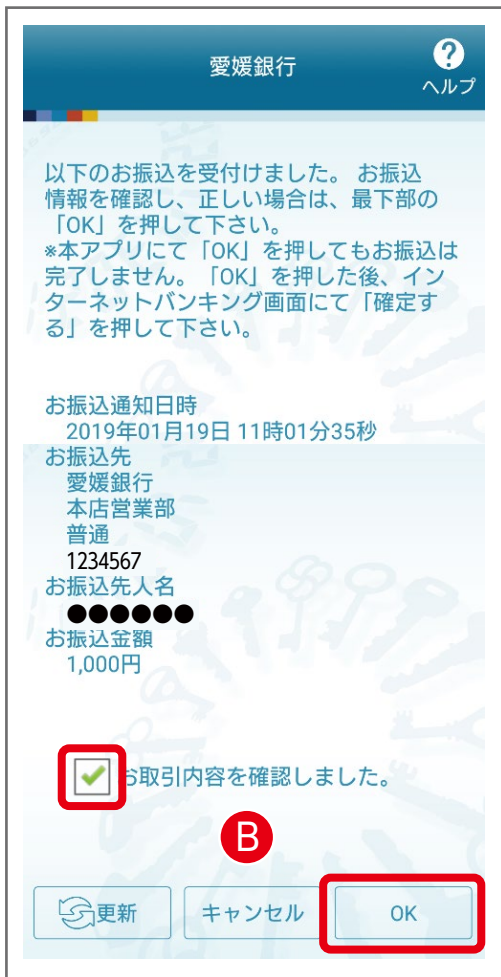 愛媛銀行
?
ヘルプ
以下のお振込を受付けました。 お振込
情報を確認し、正しい場合は、最下部の
「OK」を押して下さい。
*本アプリにて「OK」を押してもお振込は
完了しません。「OK」を押した後、イン
ターネットバンキング画面にて「確定す
る」を押して下さい。
お振込通知日時
2019年01月19日 11時01分35秒
お振込先
愛媛銀行
本店営業部
普通
1234567
お振込先人名
●●●●●●
お振込金額
1,000円
お取引内容を確認しました。
B
更新
キャンセル
OK